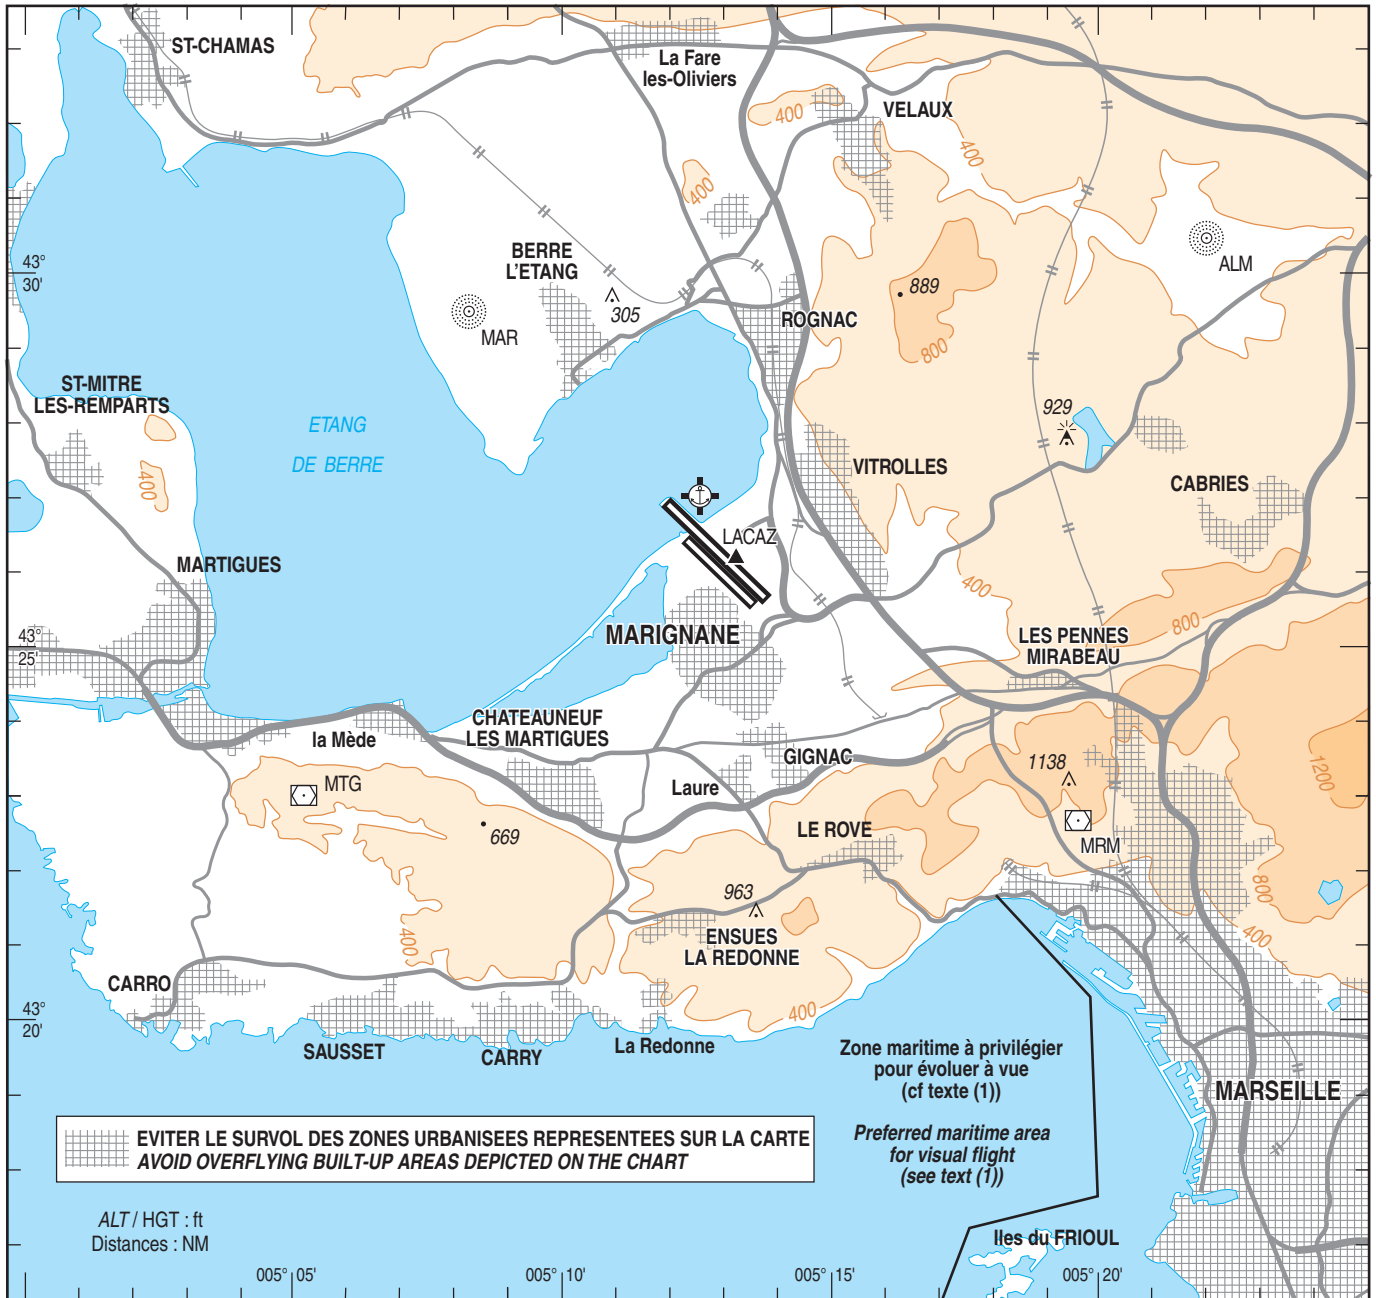 ST-CHAMAS
La Fare
les-Oliviers
400
VELAUX
400
400
BERRE
L'ETANG
ALM
43°
30'
889
305
MAR
ROGNAC
800
ST-MITRE
LES-REMPARTS
929
ETANG
DE BERRE
VITROLLES
400
CABRIES
LACAZ
MARTIGUES
400
800
MARIGNANE
LES PENNES
MIRABEAU
43°
25'
CHATEAUNEUF
LES MARTIGUES
la Mède
GIGNAC
1138
1200
MTG
Laure
669
LE ROVE
MRM
800
963
400
ENSUES
LA REDONNE
400
CARRO
43°
20'
400
SAUSSET
CARRY
La Redonne
Zone maritime à privilégier
pour évoluer à vue
(cf texte (1))
MARSEILLE
Preferred maritime area
for visual flight
(see text (1))
EVITER LE SURVOL DES ZONES URBANISEES REPRESENTEES SUR LA CARTE
AVOID OVERFLYING BUILT-UP AREAS DEPICTED ON THE CHART
ALT / HGT : ft
Distances : NM
Iles du FRIOUL
005° 05'
005° 10'
005° 15'
005° 20'